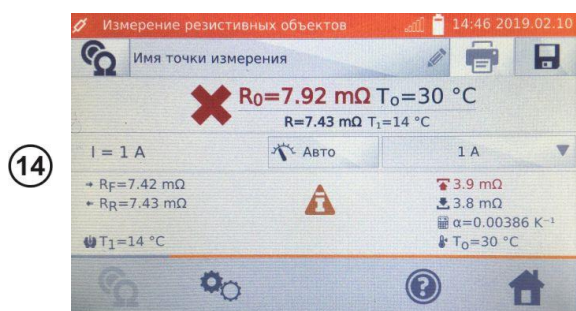 Измерение резистивных объектов 14:46 2019.02.10
Имя точки измерения
R₀=7.92 mΩ Tₒ=30 °C
R=7.43 mΩ T₁=14 °C
14
I = 1 A Авто 1 A
RF=7.42 mΩ 3.9 mΩ
RR=7.43 mΩ 3.8 mΩ
α=0.00386 K⁻¹
T₁=14 °C Tₒ=30 °C